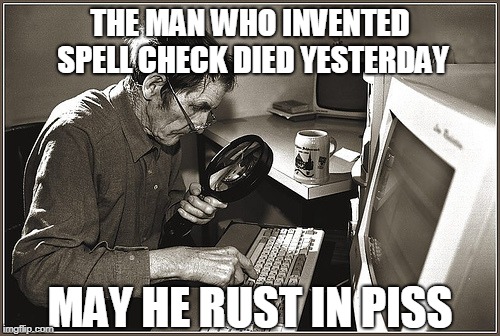 THE MAN WHO INVENTED
SPELL CHECK DIED YESTERDAY
MAY HE RUST IN PISS
imgflip.com